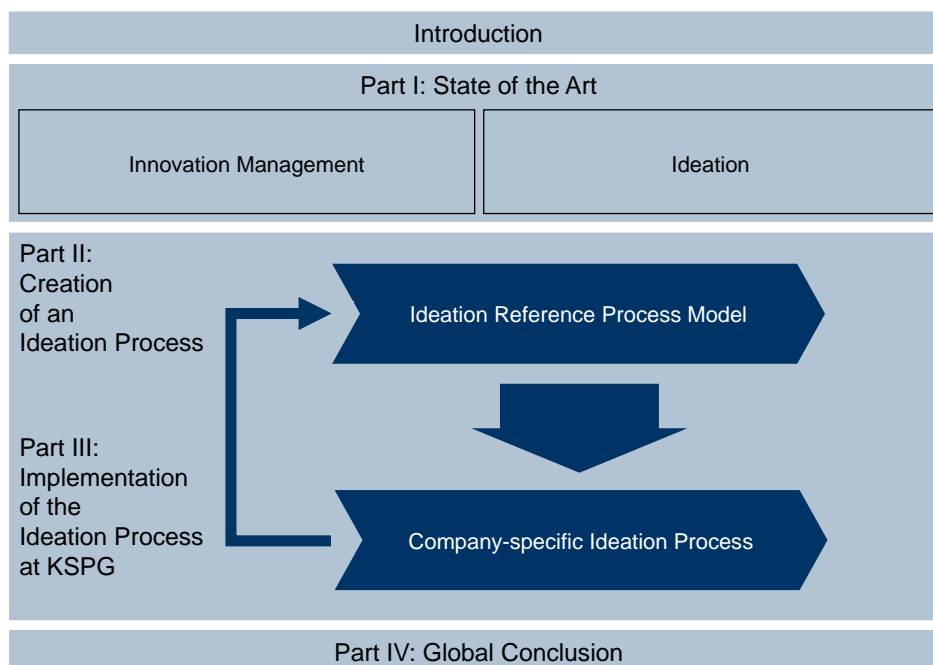 Introduction
Part I: State of the Art
Innovation Management
Ideation
Part II:
Creation
of an
Ideation Process
Ideation Reference Process Model
Part III:
Implementation
of the
Ideation Process
at KSPG
Company-specific Ideation Process
Part IV: Global Conclusion